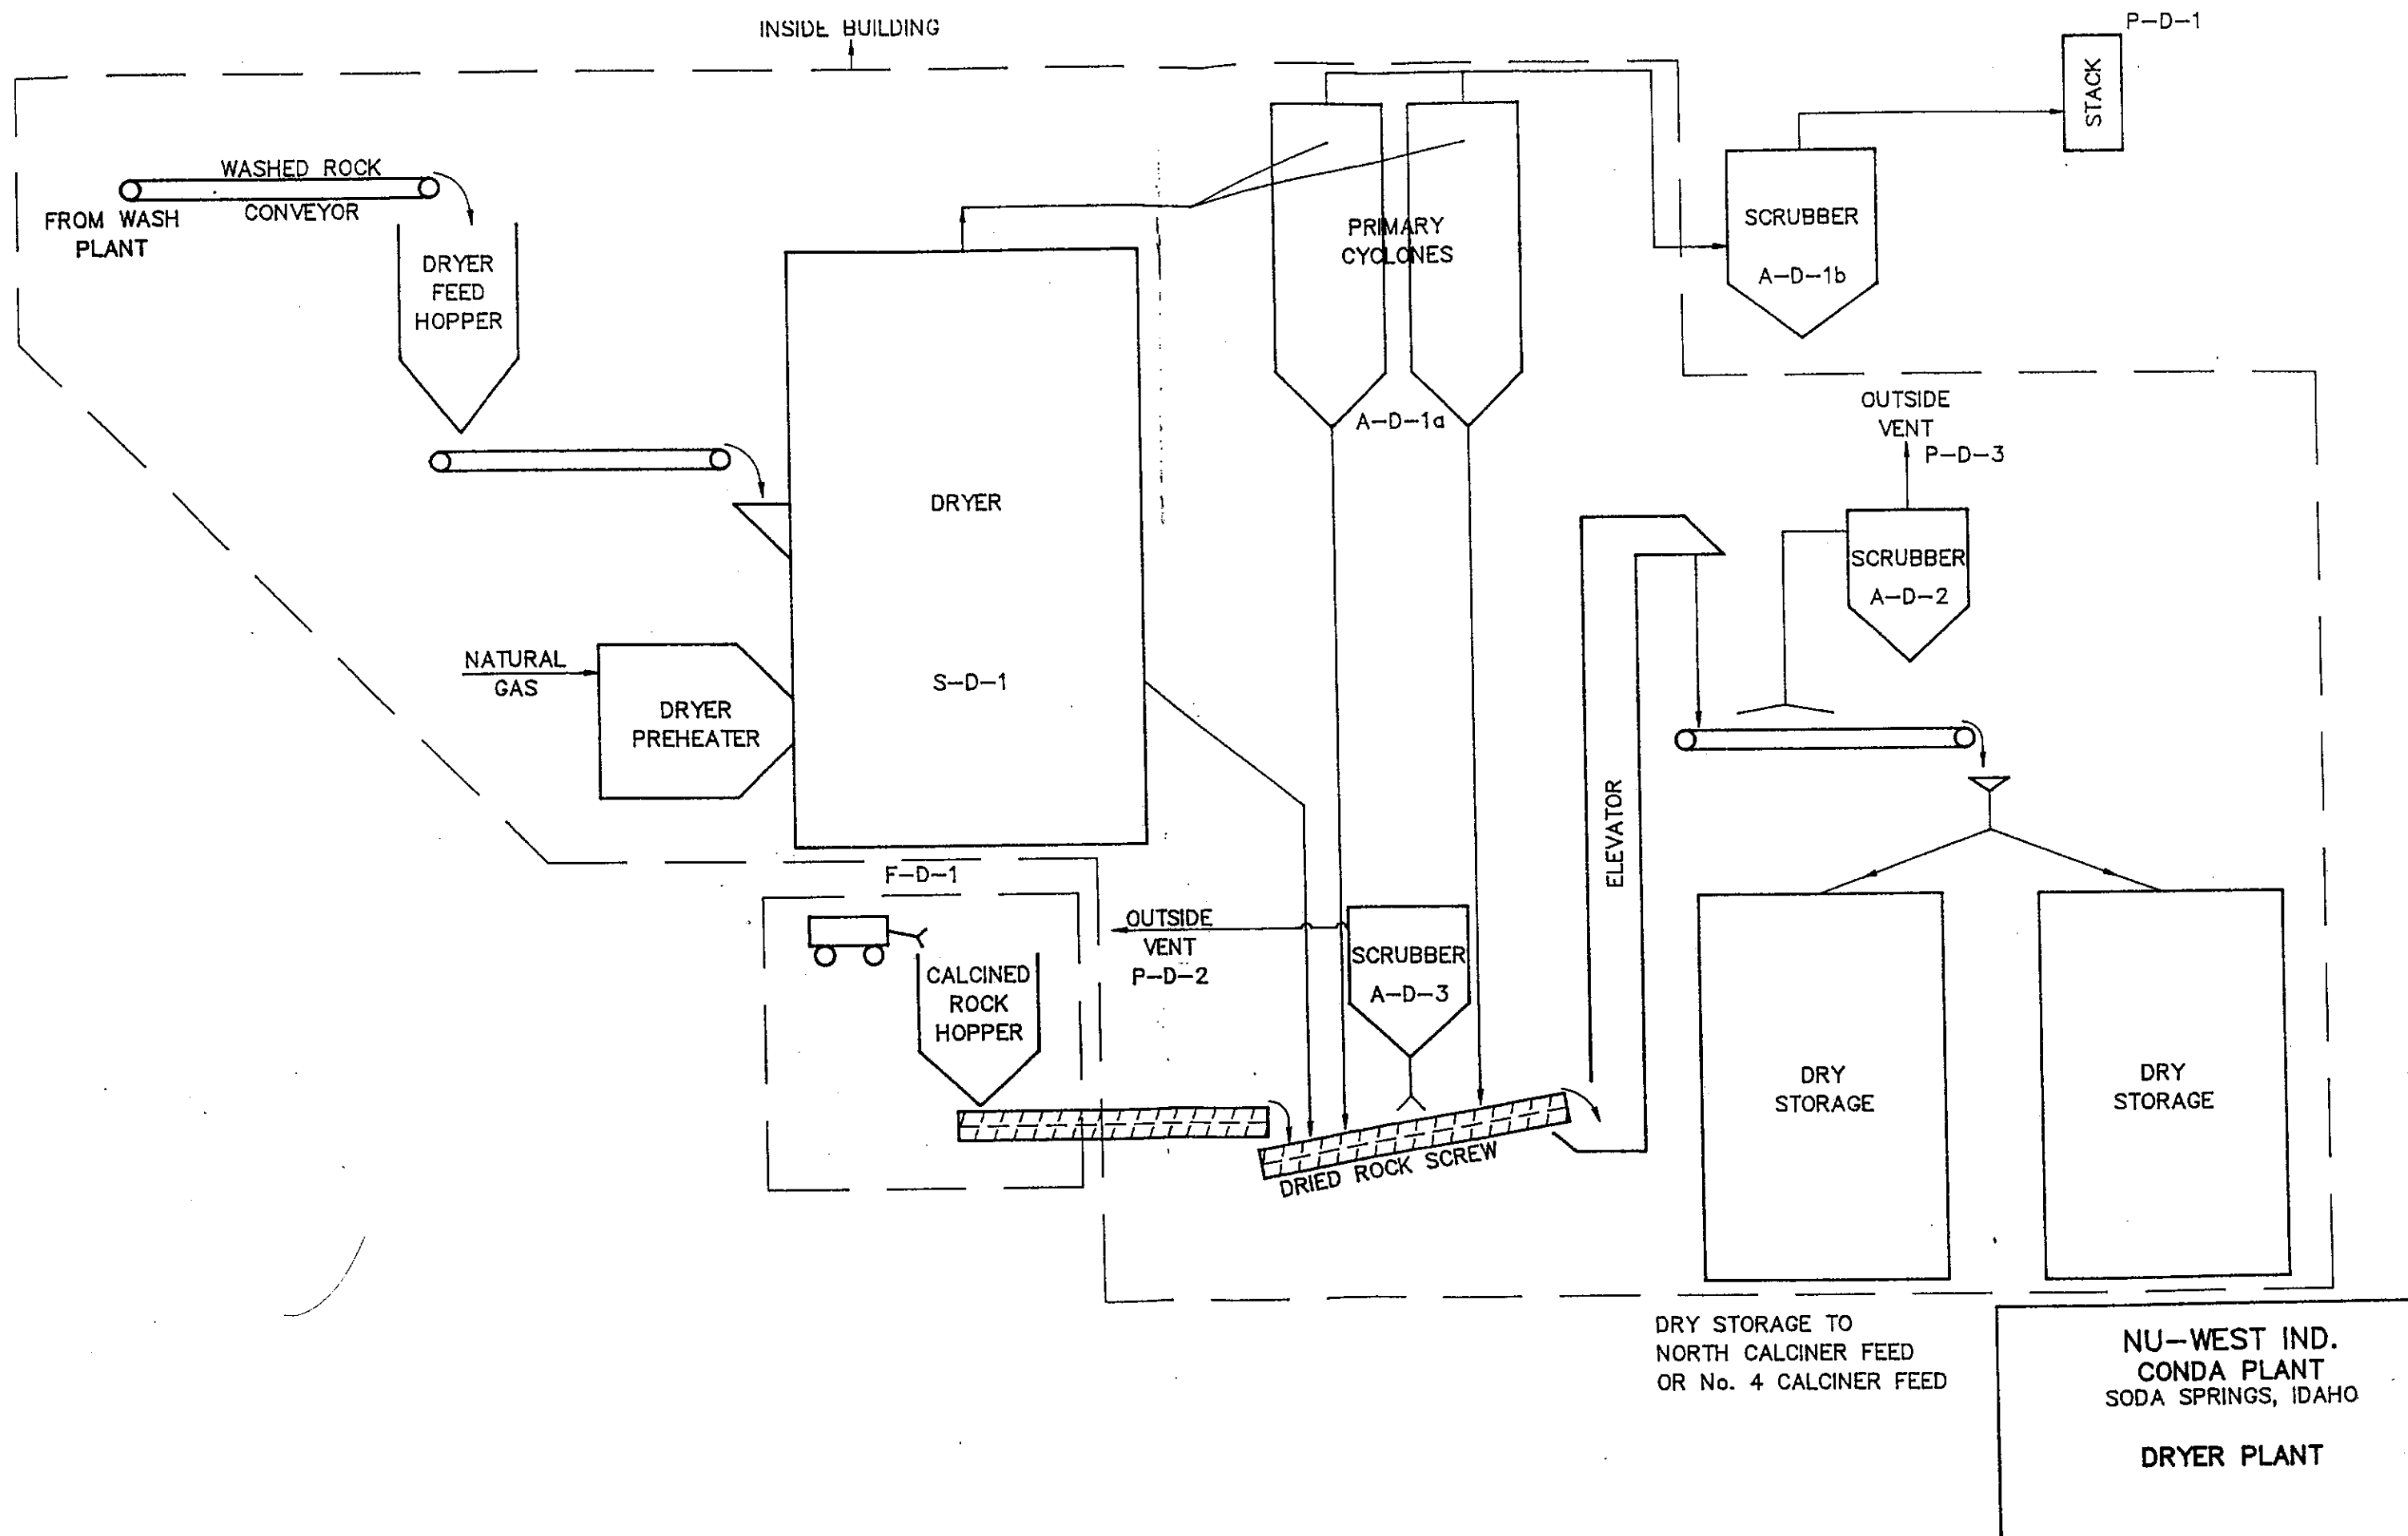 INSIDE BUILDING
P-D-1
STACK
WASHED ROCK
CONVEYOR
FROM WASH
PLANT
DRYER
FEED
HOPPER
PRIMARY
CYCLONES
A-D-1a
SCRUBBER
A-D-1b
OUTSIDE
VENT
P-D-3
SCRUBBER
A-D-2
DRYER
S-D-1
NATURAL
GAS
DRYER
PREHEATER
ELEVATOR
F-D-1
OUTSIDE
VENT
P-D-2
SCRUBBER
A-D-3
CALCINED
ROCK
HOPPER
DRIED ROCK SCREW
DRY
STORAGE
DRY
STORAGE
DRY STORAGE TO
NORTH CALCINER FEED
OR No. 4 CALCINER FEED
NU-WEST IND.
CONDA PLANT
SODA SPRINGS, IDAHO
DRYER PLANT